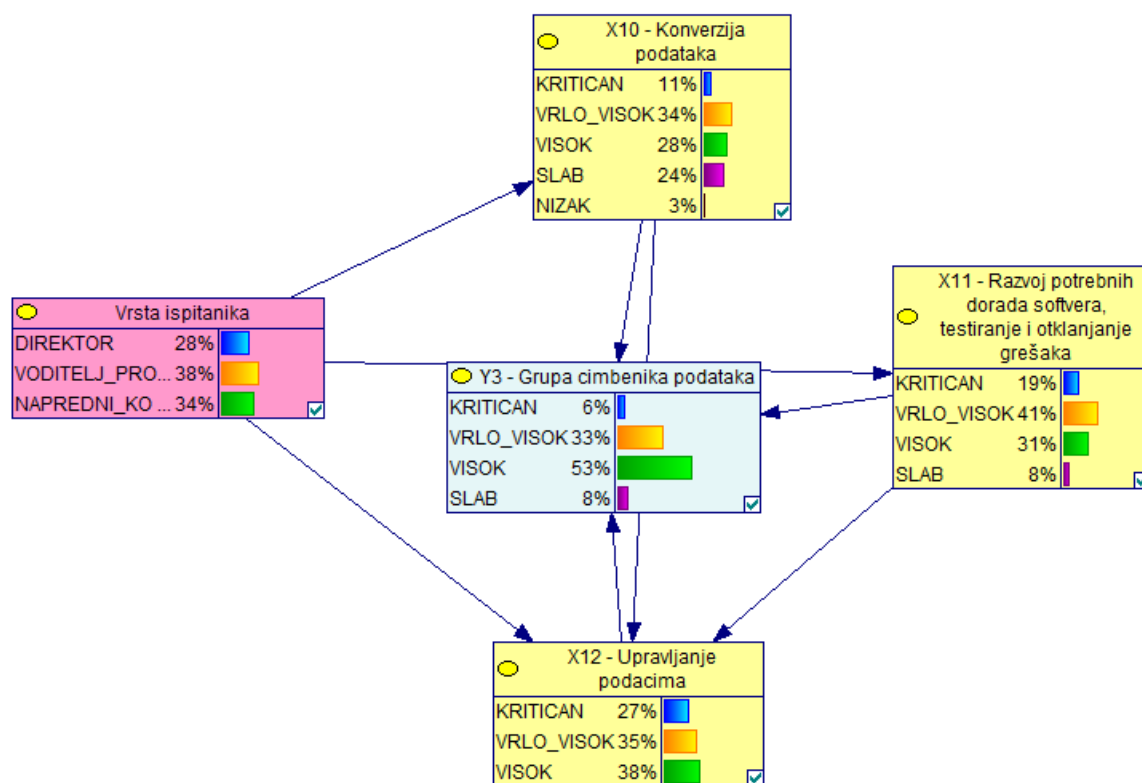 X10 - Konverzija
podataka
KRITICAN 11%
VRLO_VISOK 34%
VISOK 28%
SLAB 24%
NIZAK 3%
Vrsta ispitanika
DIREKTOR 28%
VODITELJ_PRO... 38%
NAPREDNI_KO ... 34%
X11 - Razvoj potrebnih
dorada softvera,
testiranje i otklanjanje
grešaka
KRITICAN 19%
VRLO_VISOK 41%
VISOK 31%
SLAB 8%
Y3 - Grupa cimbenika podataka
KRITICAN 6%
VRLO_VISOK 33%
VISOK 53%
SLAB 8%
X12 - Upravljanje
podacima
KRITICAN 27%
VRLO_VISOK 35%
VISOK 38%